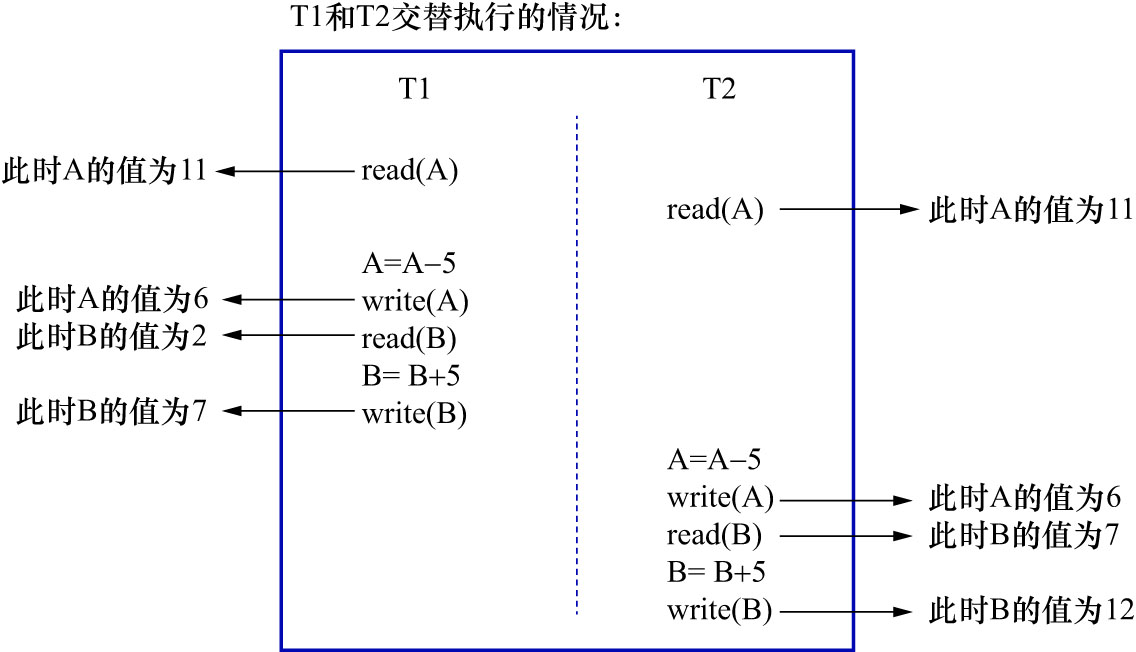 T1和T2交替执行的情况：
T1 T2
此时A的值为11 read(A)
read(A) 此时A的值为11
A=A−5
此时A的值为6 write(A)
此时B的值为2 read(B)
B= B+5
此时B的值为7 write(B)
A=A−5
write(A) 此时A的值为6
read(B) 此时B的值为7
B= B+5
write(B) 此时B的值为12